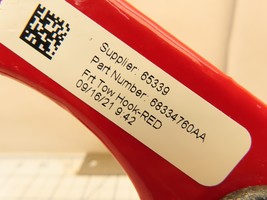 Supplier: 65339
Part Number: 68334760AA
Frt Tow Hook-RED
09/16/21 9 42